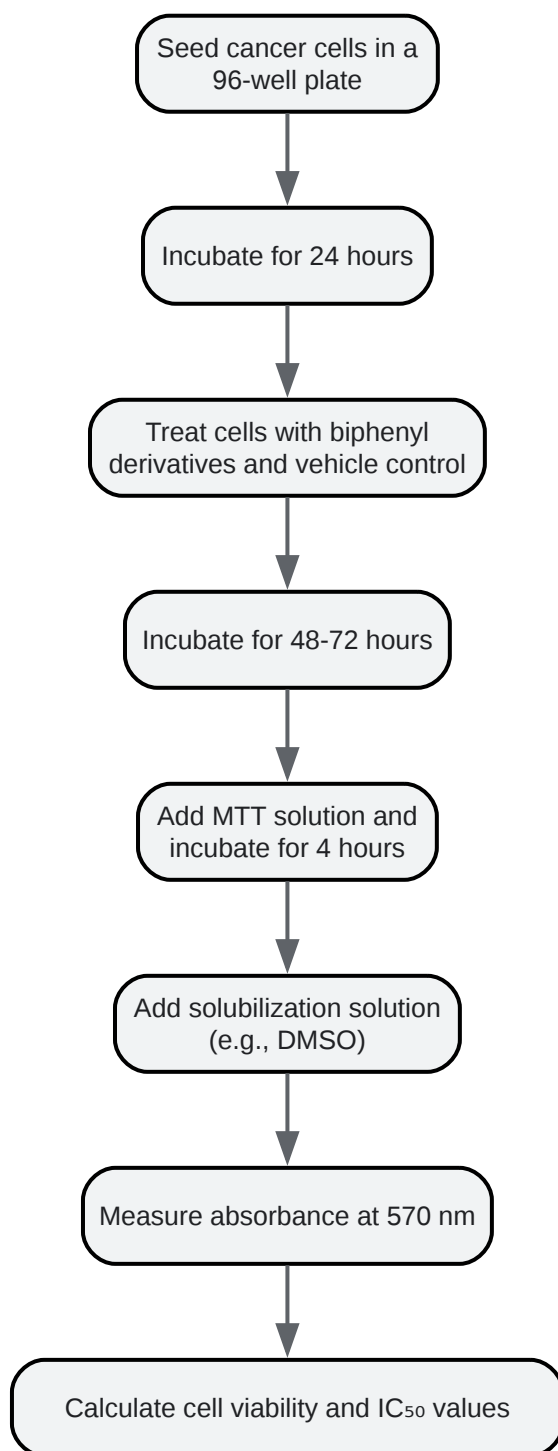 Seed cancer cells in a
96-well plate
Incubate for 24 hours
Treat cells with biphenyl
derivatives and vehicle control
Incubate for 48-72 hours
Add MTT solution and
incubate for 4 hours
Add solubilization solution
(e.g., DMSO)
Measure absorbance at 570 nm
Calculate cell viability and IC₅₀ values